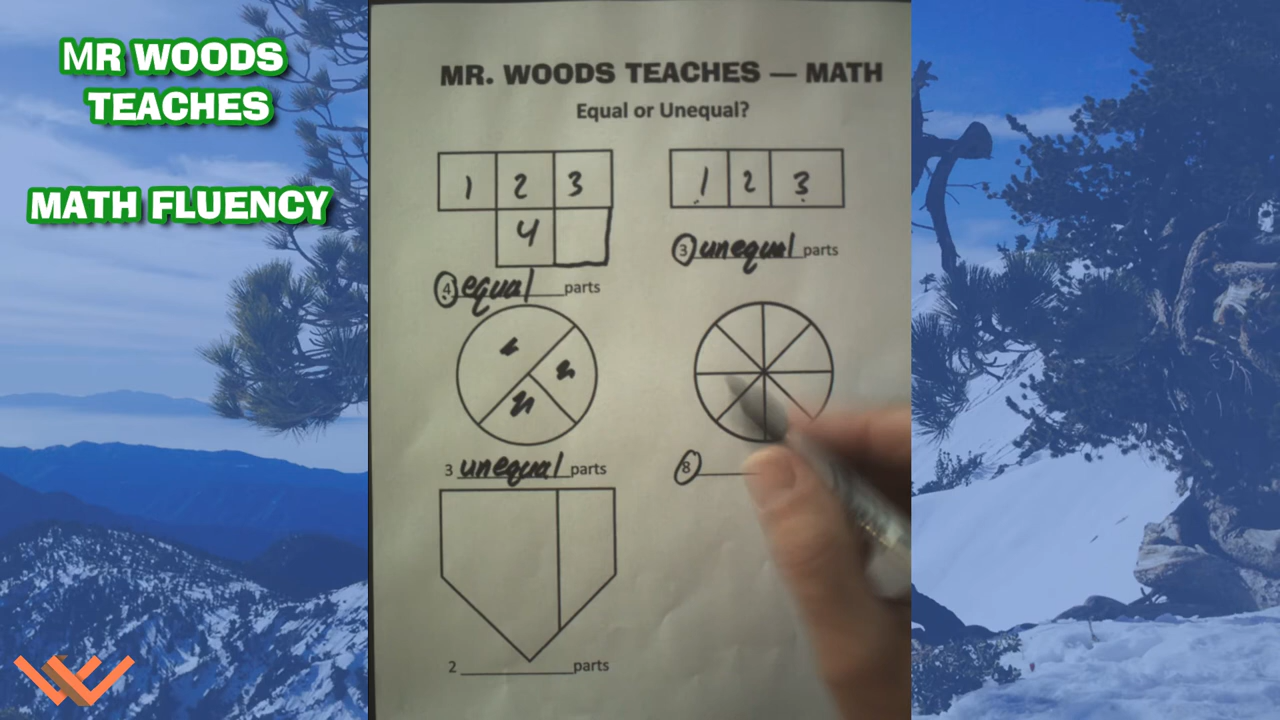 MR WOODS
TEACHES
MATH FLUENCY
MR. WOODS TEACHES — MATH
Equal or Unequal?
1 2 3
4
4 equal parts
1 2 3
3 unequal parts
3 unequal parts
8
2 parts